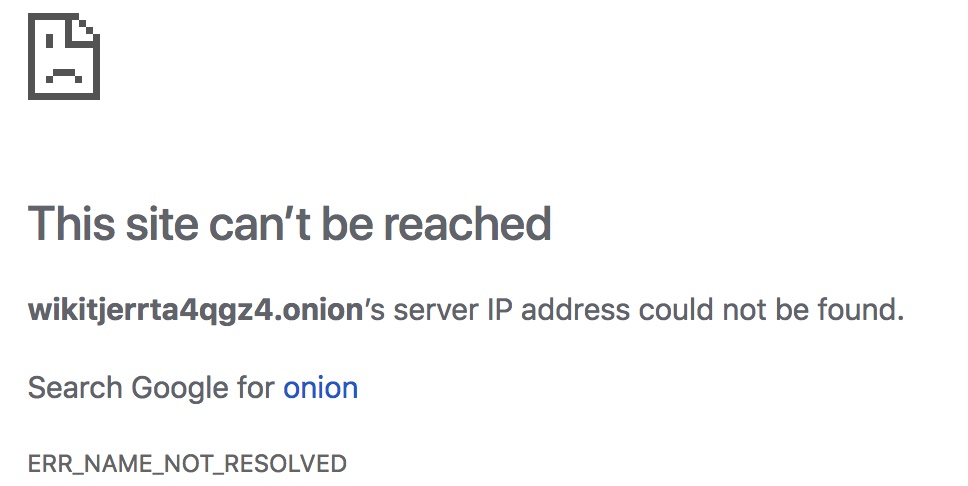 This site can’t be reached
wikitjerrta4qgz4.onion’s server IP address could not be found.
Search Google for onion
ERR_NAME_NOT_RESOLVED